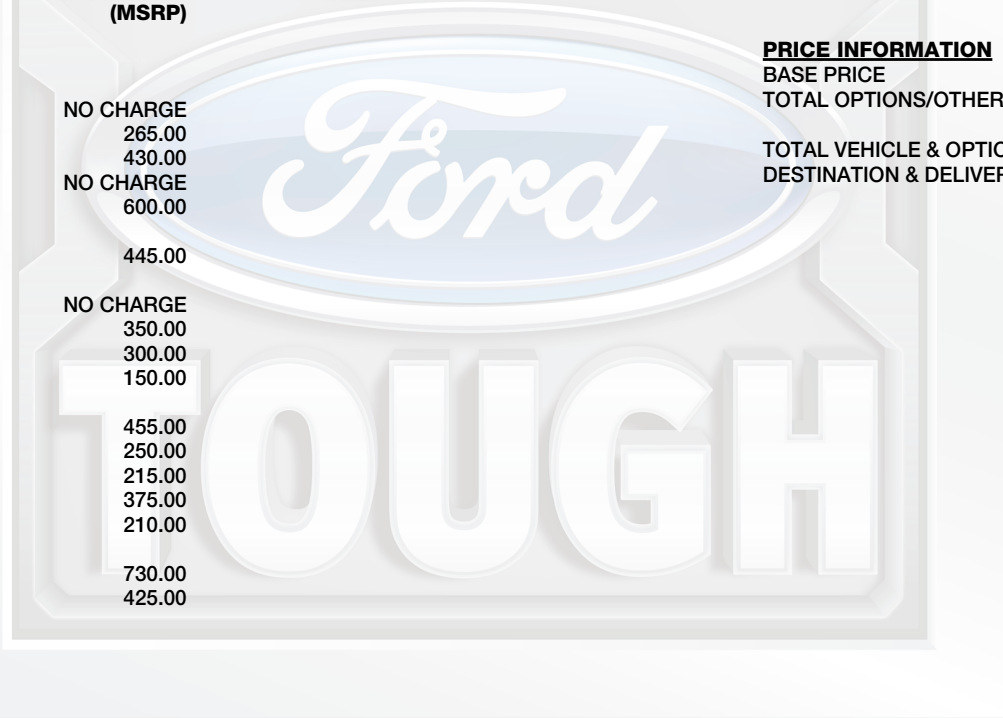 (MSRP)
NO CHARGE
265.00
430.00
NO CHARGE
600.00
445.00
NO CHARGE
350.00
300.00
150.00
455.00
250.00
215.00
375.00
210.00
730.00
425.00
PRICE INFORMATION
BASE PRICE
TOTAL OPTIONS/OTHER
TOTAL VEHICLE & OPTIO
DESTINATION & DELIVER
Ford
TOUGH